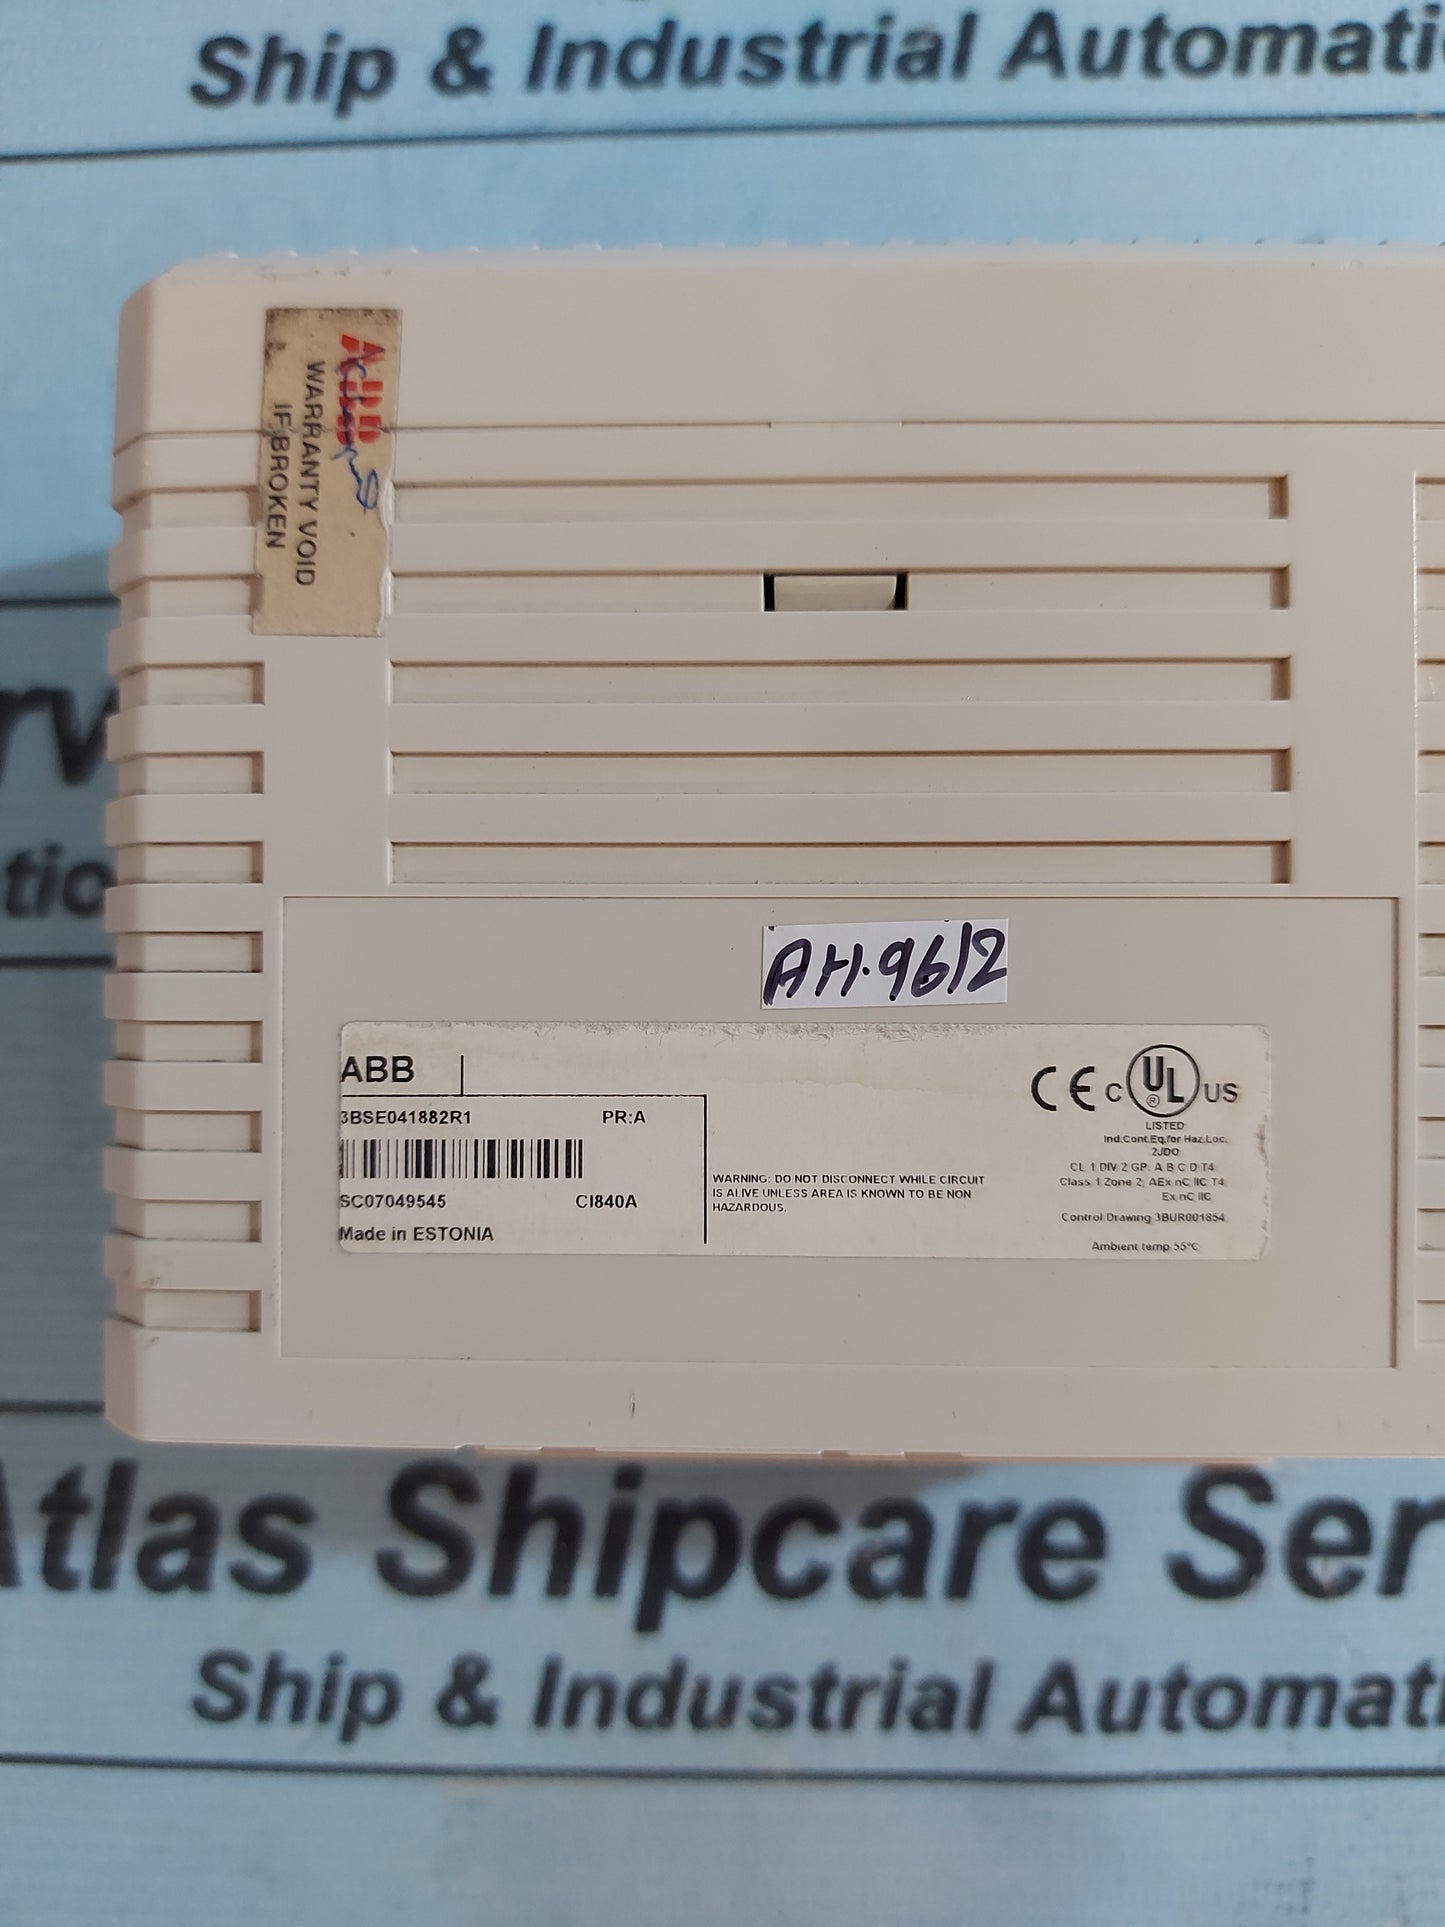 Ship & Industrial Automati
ABB
WARRANTY VOID
IF BROKEN
AH.9612
ABB
3BSE041882R1
PR:A
SC07049545
CI840A
Made in ESTONIA
WARNING: DO NOT DISCONNECT WHILE CIRCUIT
IS ALIVE UNLESS AREA IS KNOWN TO BE NON
HAZARDOUS.
CE C UL ® US
LISTED
Ind.Cont.Eq.for Haz.Loc.
2JD0
CL 1 DIV 2 GP. A B C D T4
Class 1 Zone 2, AEx nC IIC T4
Ex nC IIC
Control Drawing 3BUR001854
Ambient temp 55°C
rv
tio
Atlas Shipcare Ser
Ship & Industrial Automati